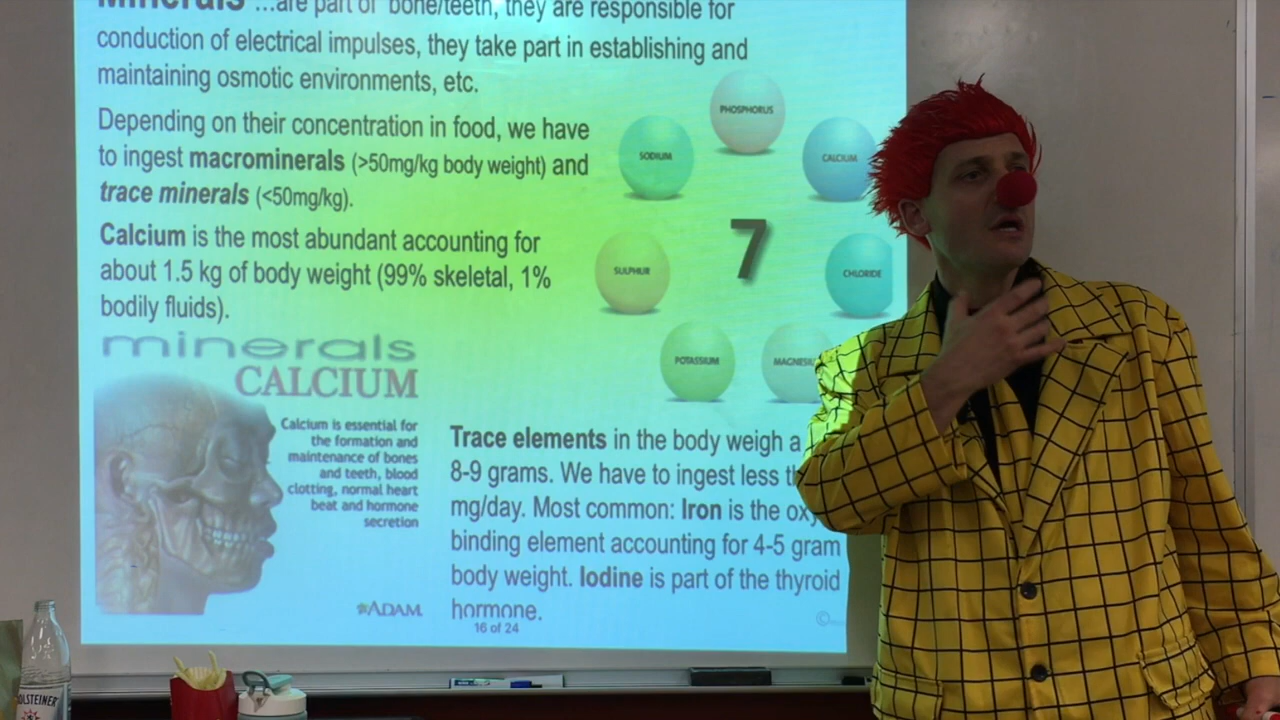 Minerals ...are part of bone/teeth, they are responsible for
conduction of electrical impulses, they take part in establishing and
maintaining osmotic environments, etc.
Depending on their concentration in food, we have
to ingest macrominerals (>50mg/kg body weight) and
trace minerals (<50mg/kg).
Calcium is the most abundant accounting for
about 1.5 kg of body weight (99% skeletal, 1%
bodily fluids).
PHOSPHORUS
SODIUM
CALCIUM
7
SULPHUR
CHLORIDE
POTASSIUM
MAGNESIU
minerals
CALCIUM
Calcium is essential for
the formation and
maintenance of bones
and teeth, blood
clotting, normal heart
beat and hormone
secretion
ADAM
Trace elements in the body weigh a
8-9 grams. We have to ingest less th
mg/day. Most common: Iron is the oxy
binding element accounting for 4-5 gram
body weight. Iodine is part of the thyroid
hormone.
16 of 24
©
OLSTEINER